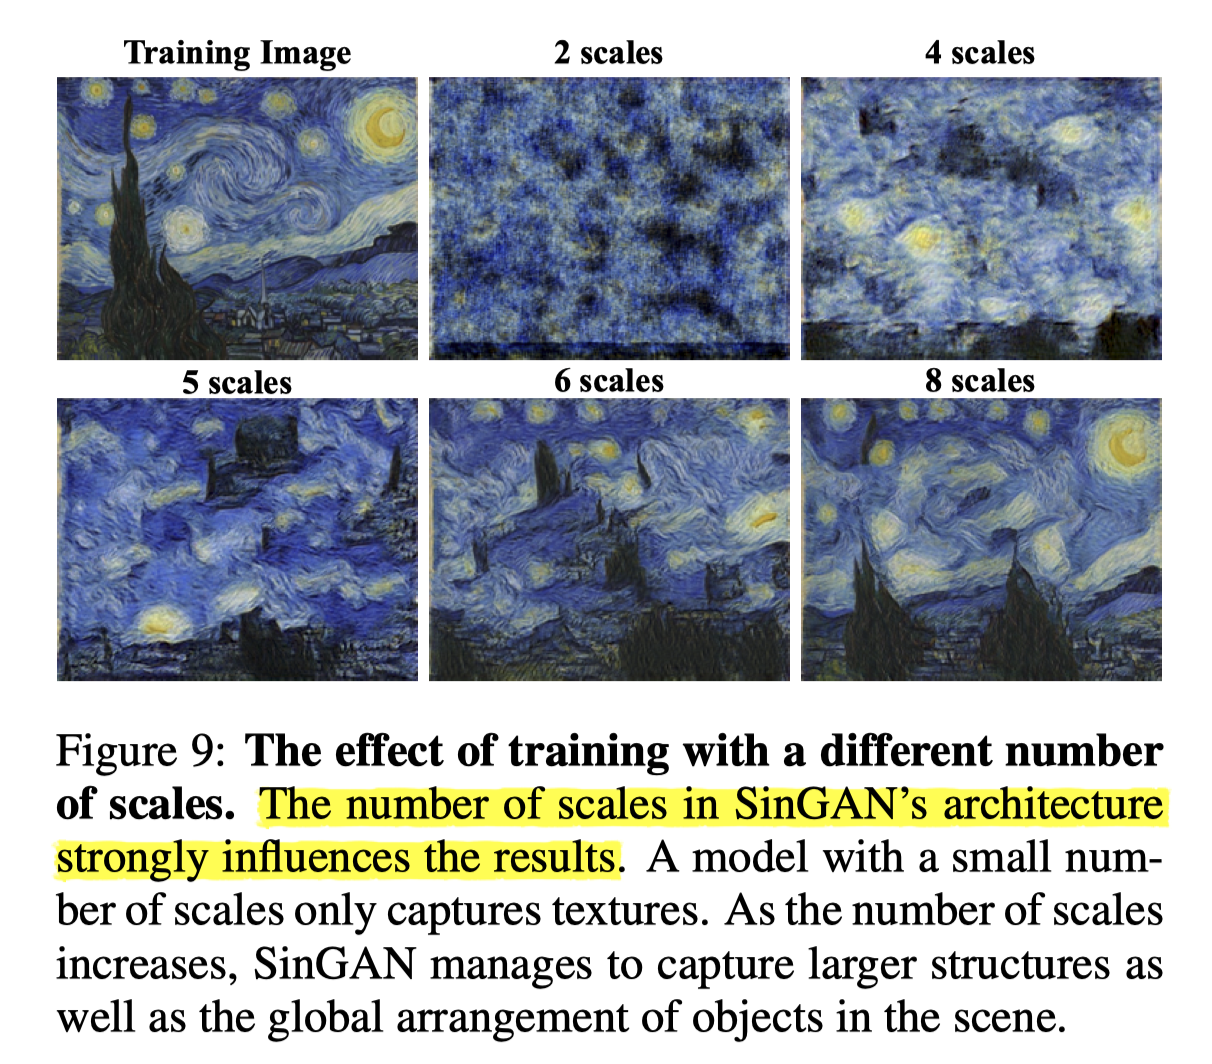 Training Image
2 scales
4 scales
5 scales
6 scales
8 scales
Figure 9: The effect of training with a different number
of scales. The number of scales in SinGAN’s architecture
strongly influences the results. A model with a small num-
ber of scales only captures textures. As the number of scales
increases, SinGAN manages to capture larger structures as
well as the global arrangement of objects in the scene.